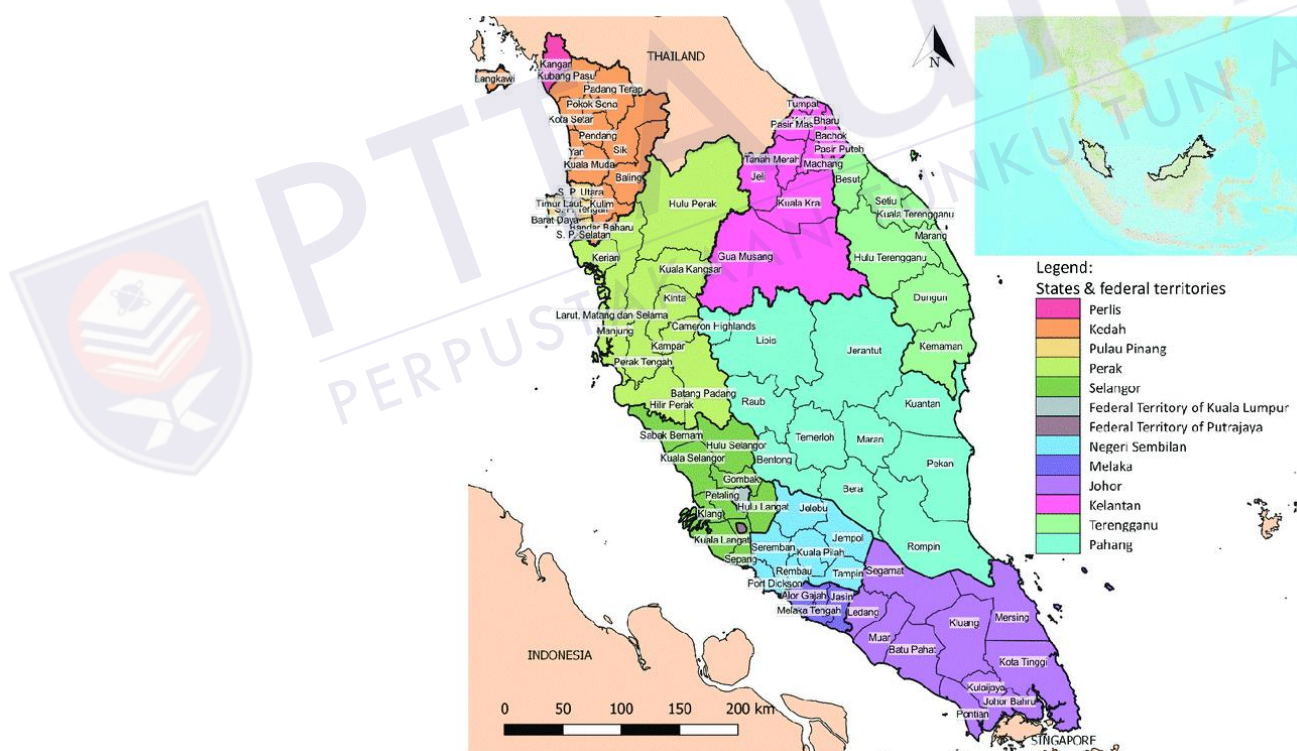 THAILAND
N
Langkawi
Kangar
Kubang Pasu
Padang Terap
Pokok Sena
Kota Setar
Pendang
Yan
Sik
Kuala Muda
Baling
S. P. Utara
Timur Laut
Kulim
Barat Daya
Bandar Baharu
S. P. Selatan
Tumpat
Bharu
Pasir Mas
Bachok
Pasir Puteh
Tanah Merah
Machang
Jeli
Besut
Hulu Perak
Kuala Krai
Setiu
Kuala Terengganu
Marang
Kerian
Gua Musang
Hulu Terengganu
Kuala Kangsar
Kinta
Dungun
Larut, Matang dan Selama
Manjung
Cameron Highlands
Lipis
Jerantut
Kemaman
Kampar
Perak Tengah
Batang Padang
Hilir Perak
Raub
Kuantan
Sabak Bernam
Hulu Selangor
Temerloh
Maran
Kuala Selangor
Bentong
Pekan
Gombak
Bera
Petaling
Klang
Hulu Langat
Jelebu
Kuala Langat
Seremban
Jempol
Kuala Pilah
Rompin
Sepang
Rembau
Tampin
Segamat
Port Dickson
Alor Gajah
Jasin
Melaka Tengah
Ledang
Kluang
Mersing
Muar
Batu Pahat
Kota Tinggi
Kulaijaya
Johor Bahru
Pontian
INDONESIA
SINGAPORE
0 50 100 150 200 km
Legend:
States & federal territories
Perlis
Kedah
Pulau Pinang
Perak
Selangor
Federal Territory of Kuala Lumpur
Federal Territory of Putrajaya
Negeri Sembilan
Melaka
Johor
Kelantan
Terengganu
Pahang
PTTA
PERPUSTAKAAN TUNKU TUN A